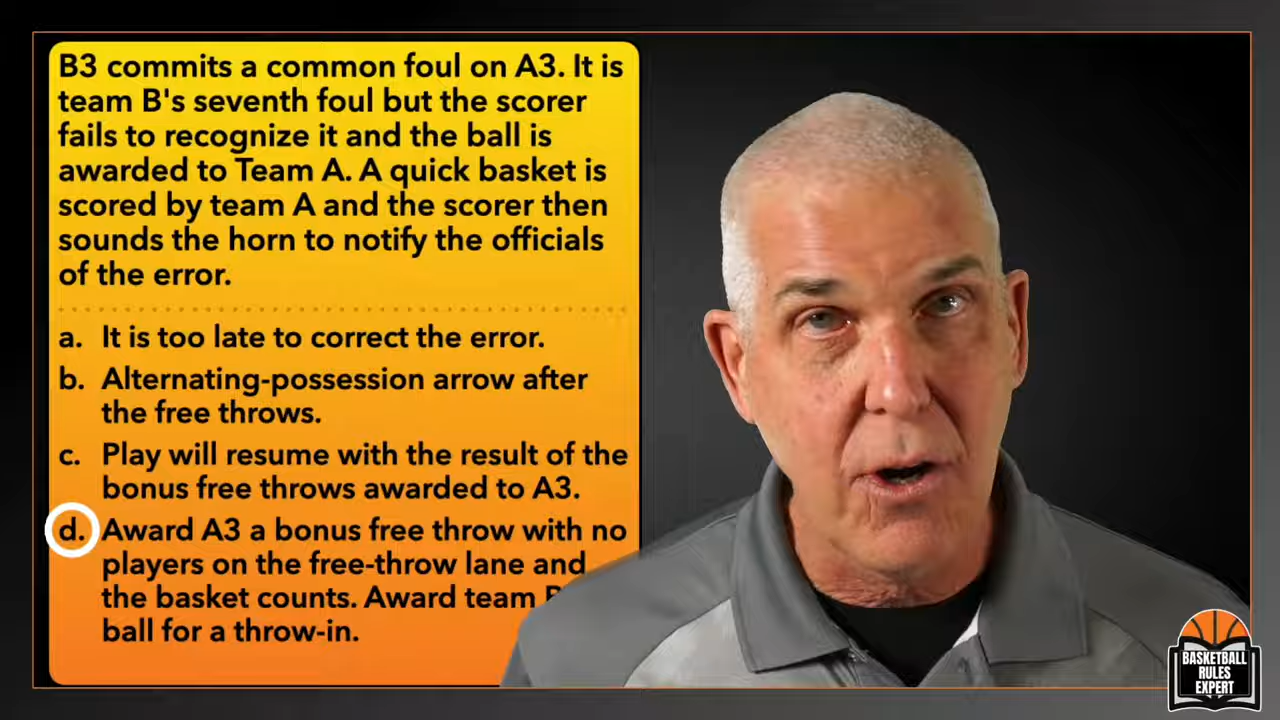 B3 commits a common foul on A3. It is
team B's seventh foul but the scorer
fails to recognize it and the ball is
awarded to Team A. A quick basket is
scored by team A and the scorer then
sounds the horn to notify the officials
of the error.
a. It is too late to correct the error.
b. Alternating-possession arrow after
the free throws.
c. Play will resume with the result of the
bonus free throws awarded to A3.
d. Award A3 a bonus free throw with no
players on the free-throw lane and
the basket counts. Award team
ball for a throw-in.
BASKETBALL
RULES
EXPERT